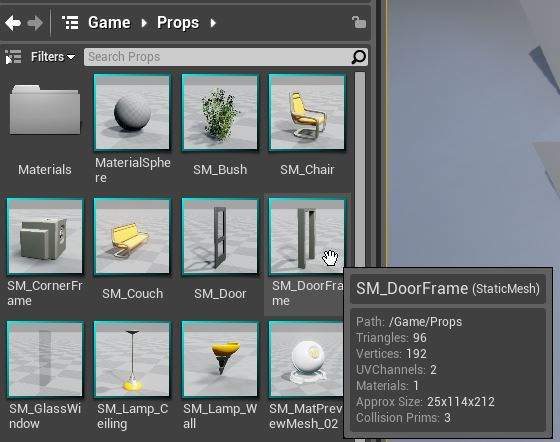 Game Props
Filters Search Props
Materials
MaterialSphe
re
SM_Bush
SM_Chair
SM_CornerFr
ame
SM_Couch
SM_Door
SM_DoorFra
me
SM_GlassWi
ndow
SM_Lamp_C
eiling
SM_Lamp_W
all
SM_MatPrev
ewMesh_02
SM_DoorFrame (StaticMesh)
Path: /Game/Props
Triangles: 96
Vertices: 192
UVChannels: 2
Materials: 1
Approx Size: 25x114x212
Collision Prims: 3